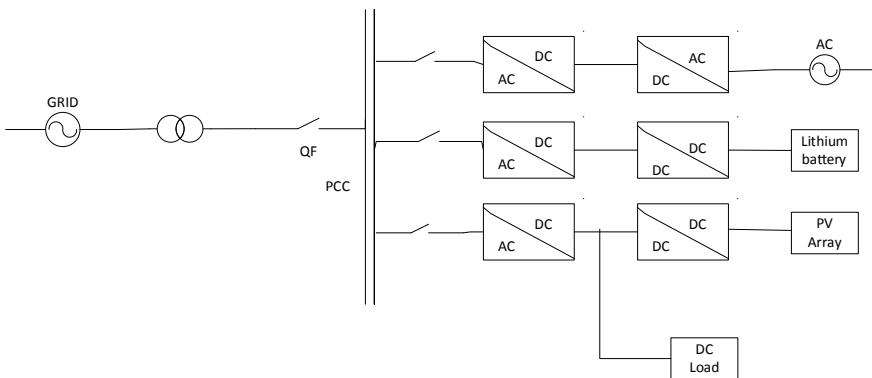 GRID
QF
PCC
DC
AC
AC
DC
AC
DC
AC
DC
DC
Lithium
battery
DC
AC
DC
DC
PV
Array
DC
Load